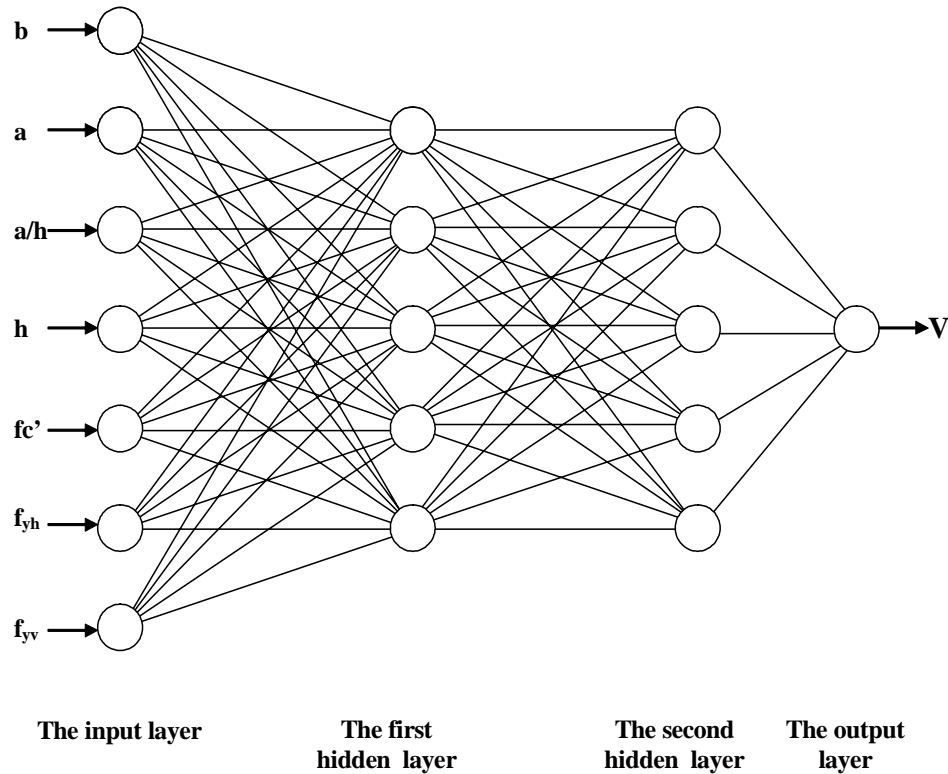 b
a
a/h
h
V
fc’
fyh
fyv
The input layer
The first
hidden layer
The second
hidden layer
The output
layer